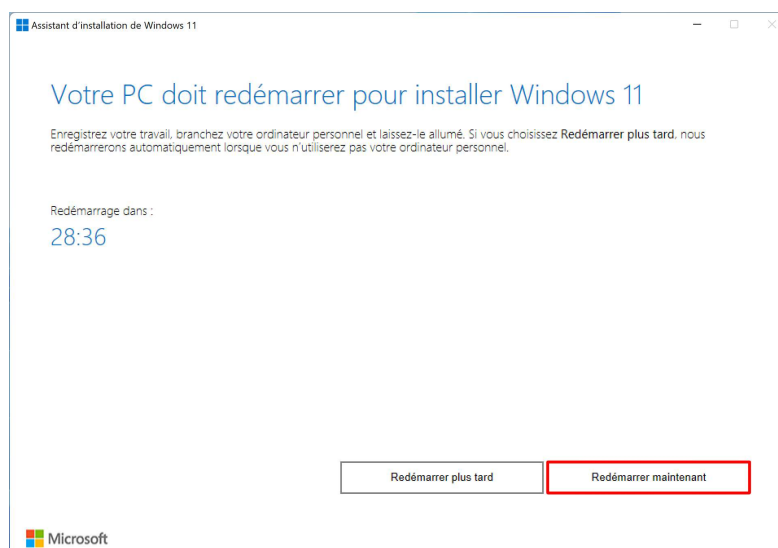 Assistant d'installation de Windows 11
Votre PC doit redémarrer pour installer Windows 11
Enregistrez votre travail, branchez votre ordinateur personnel et laissez-le allumé. Si vous choisissez Redémarrer plus tard, nous
redémarrerons automatiquement lorsque vous n'utiliserez pas votre ordinateur personnel.
Redémarrage dans :
28:36
Redémarrer plus tard
Redémarrer maintenant
Microsoft